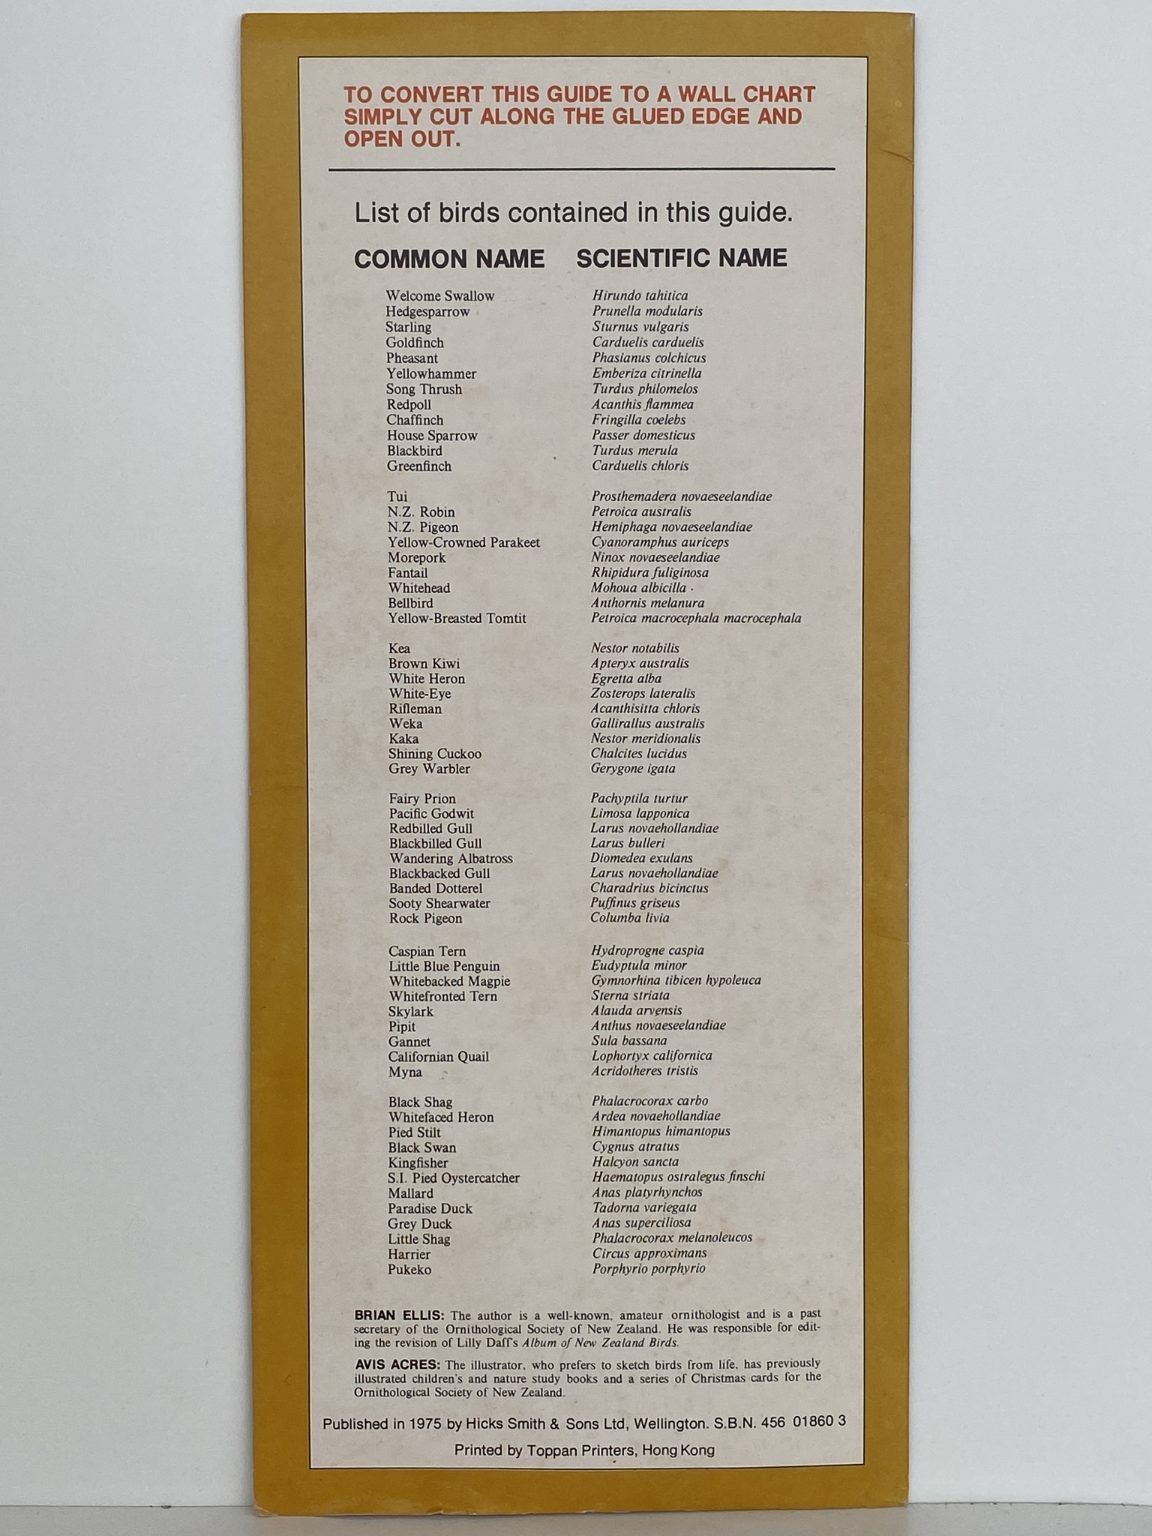 TO CONVERT THIS GUIDE TO A WALL CHART
SIMPLY CUT ALONG THE GLUED EDGE AND
OPEN OUT.
List of birds contained in this guide.
COMMON NAME SCIENTIFIC NAME
Welcome Swallow Hirundo tahitica
Hedgesparrow Prunella modularis
Starling Sturnus vulgaris
Goldfinch Carduelis carduelis
Pheasant Phasianus colchicus
Yellowhammer Emberiza citrinella
Song Thrush Turdus philomelos
Redpoll Acanthis flammea
Chaffinch Fringilla coelebs
House Sparrow Passer domesticus
Blackbird Turdus merula
Greenfinch Carduelis chloris
Tui Prosthemadera novaeseelandiae
N.Z. Robin Petroica australis
N.Z. Pigeon Hemiphaga novaeseelandiae
Yellow-Crowned Parakeet Cyanoramphus auriceps
Morepork Ninox novaeseelandiae
Fantail Rhipidura fuliginosa
Whitehead Mohoua albicilla
Bellbird Anthornis melanura
Yellow-Breasted Tomtit Petroica macrocephala macrocephala
Kea Nestor notabilis
Brown Kiwi Apteryx australis
White Heron Egretta alba
White-Eye Zosterops lateralis
Rifleman Acanthisitta chloris
Weka Gallirallus australis
Kaka Nestor meridionalis
Shining Cuckoo Chalcites lucidus
Grey Warbler Gerygone igata
Fairy Prion Pachyptila turtur
Pacific Godwit Limosa lapponica
Redbilled Gull Larus novaehollandiae
Blackbilled Gull Larus bulleri
Wandering Albatross Diomedea exulans
Blackbacked Gull Larus novaehollandiae
Banded Dotterel Charadrius bicinctus
Sooty Shearwater Puffinus griseus
Rock Pigeon Columba livia
Caspian Tern Hydroprogne caspia
Little Blue Penguin Eudyptula minor
Whitebacked Magpie Gymnorhina tibicen hypoleuca
Whitefronted Tern Sterna striata
Skylark Alauda arvensis
Pipit Anthus novaeseelandiae
Gannet Sula bassana
Californian Quail Lophortyx californica
Myna Acridotheres tristis
Black Shag Phalacrocorax carbo
Whitefaced Heron Ardea novaehollandiae
Pied Stilt Himantopus himantopus
Black Swan Cygnus atratus
Kingfisher Halcyon sancta
S.I. Pied Oystercatcher Haematopus ostralegus finschi
Mallard Anas platyrhynchos
Paradise Duck Tadorna variegata
Grey Duck Anas superciliosa
Little Shag Phalacrocorax melanoleucos
Harrier Circus approximans
Pukeko Porphyrio porphyrio
BRIAN ELLIS: The author is a well-known, amateur ornithologist and is a past
secretary of the Ornithological Society of New Zealand. He was responsible for edit-
ing the revision of Lilly Daff's Album of New Zealand Birds.
AVIS ACRES: The illustrator, who prefers to sketch birds from life, has previously
illustrated children's and nature study books and a series of Christmas cards for the
Ornithological Society of New Zealand.
Published in 1975 by Hicks Smith & Sons Ltd, Wellington. S.B.N. 456 01860 3
Printed by Toppan Printers, Hong Kong